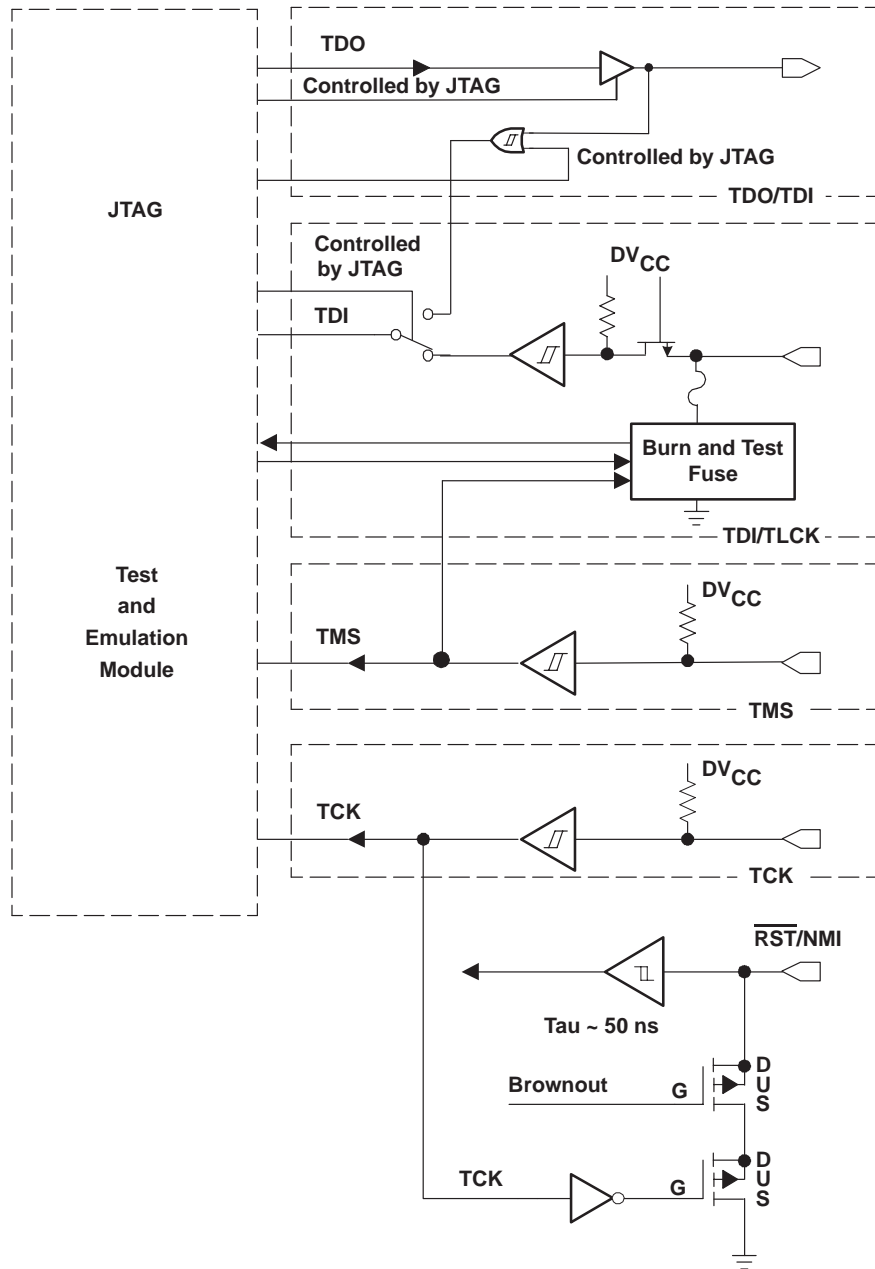 TDO
Controlled by JTAG
Controlled by JTAG
TDO/TDI
JTAG
Controlled
by JTAG
TDI
DVCC
Burn and Test
Fuse
TDI/TLCK
Test
and
Emulation
Module
TMS
DVCC
TMS
TCK
DVCC
TCK
RST/NMI
Tau ~ 50 ns
Brownout
G
D
U
S
TCK
G
D
U
S